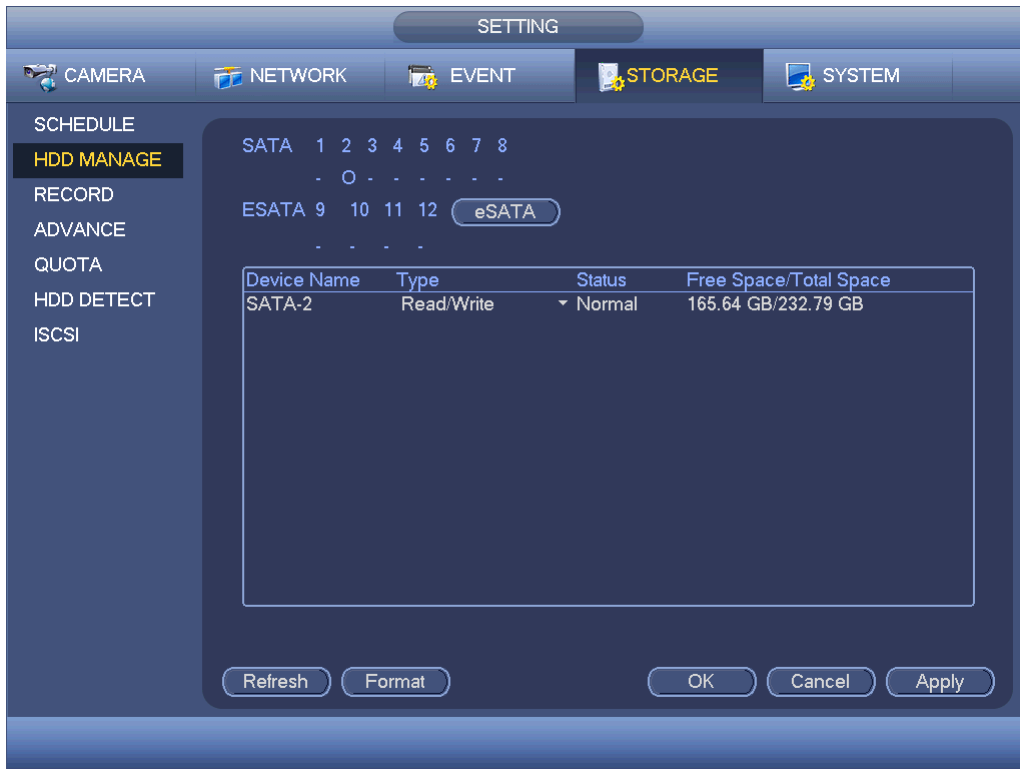 SETTING
CAMERA NETWORK EVENT STORAGE SYSTEM
SCHEDULE
HDD MANAGE
RECORD
ADVANCE
QUOTA
HDD DETECT
ISCSI
SATA 1 2 3 4 5 6 7 8
- O - - - - - -
ESATA 9 10 11 12 eSATA
- - - -
Device Name Type Status Free Space/Total Space
SATA-2 Read/Write Normal 165.64 GB/232.79 GB
Refresh Format OK Cancel Apply